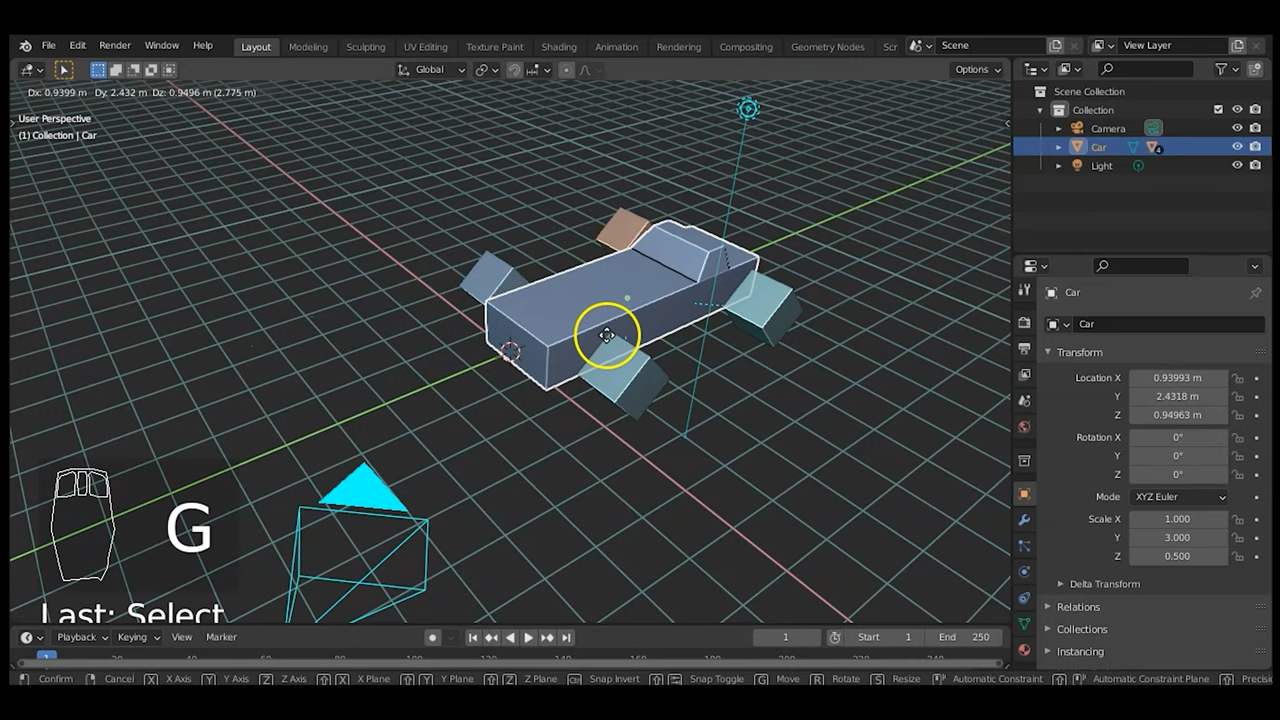 File Edit Render Window Help Layout Modeling Sculpting UV Editing Texture Paint Shading Animation Rendering Compositing Geometry Nodes Scr Scene View Layer
Global Options
Dx: 0.9399 m Dy: 2.432 m Dz: 0.9496 m (2.775 m)
User Perspective
(1) Collection | Car
Scene Collection
Collection
Camera
Car
4
Light
Car
Car
Transform
Location X 0.93993 m
Y 2.4318 m
Z 0.94963 m
Rotation X 0°
Y 0°
Z 0°
Mode XYZ Euler
Scale X 1.000
Y 3.000
Z 0.500
Delta Transform
Relations
Collections
Instancing
G
Last: Select
Playback Keying View Marker 1 Start 1 End 250
1
Confirm Cancel X X Axis Y Y Axis Z Z Axis X X Plane Y Y Plane Z Z Plane Snap Invert Snap Toggle G Move R Rotate S Resize Automatic Constraint Automatic Constraint Plane Precisi